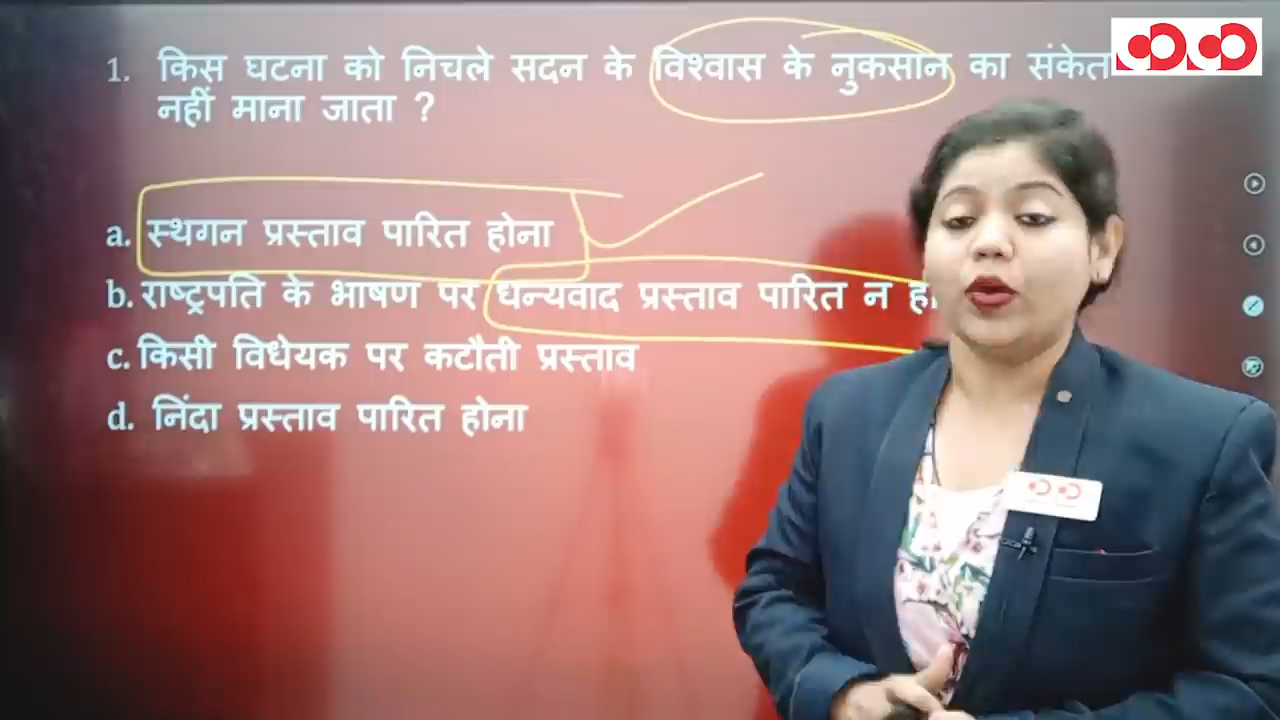 1. किस घटना को निचले सदन के विश्वास के नुकसान का संकेत
नहीं माना जाता ?
a. स्थगन प्रस्ताव पारित होना
b. राष्ट्रपति के भाषण पर धन्यवाद प्रस्ताव पारित न
c. किसी विधेयक पर कटौती प्रस्ताव
d. निंदा प्रस्ताव पारित होना